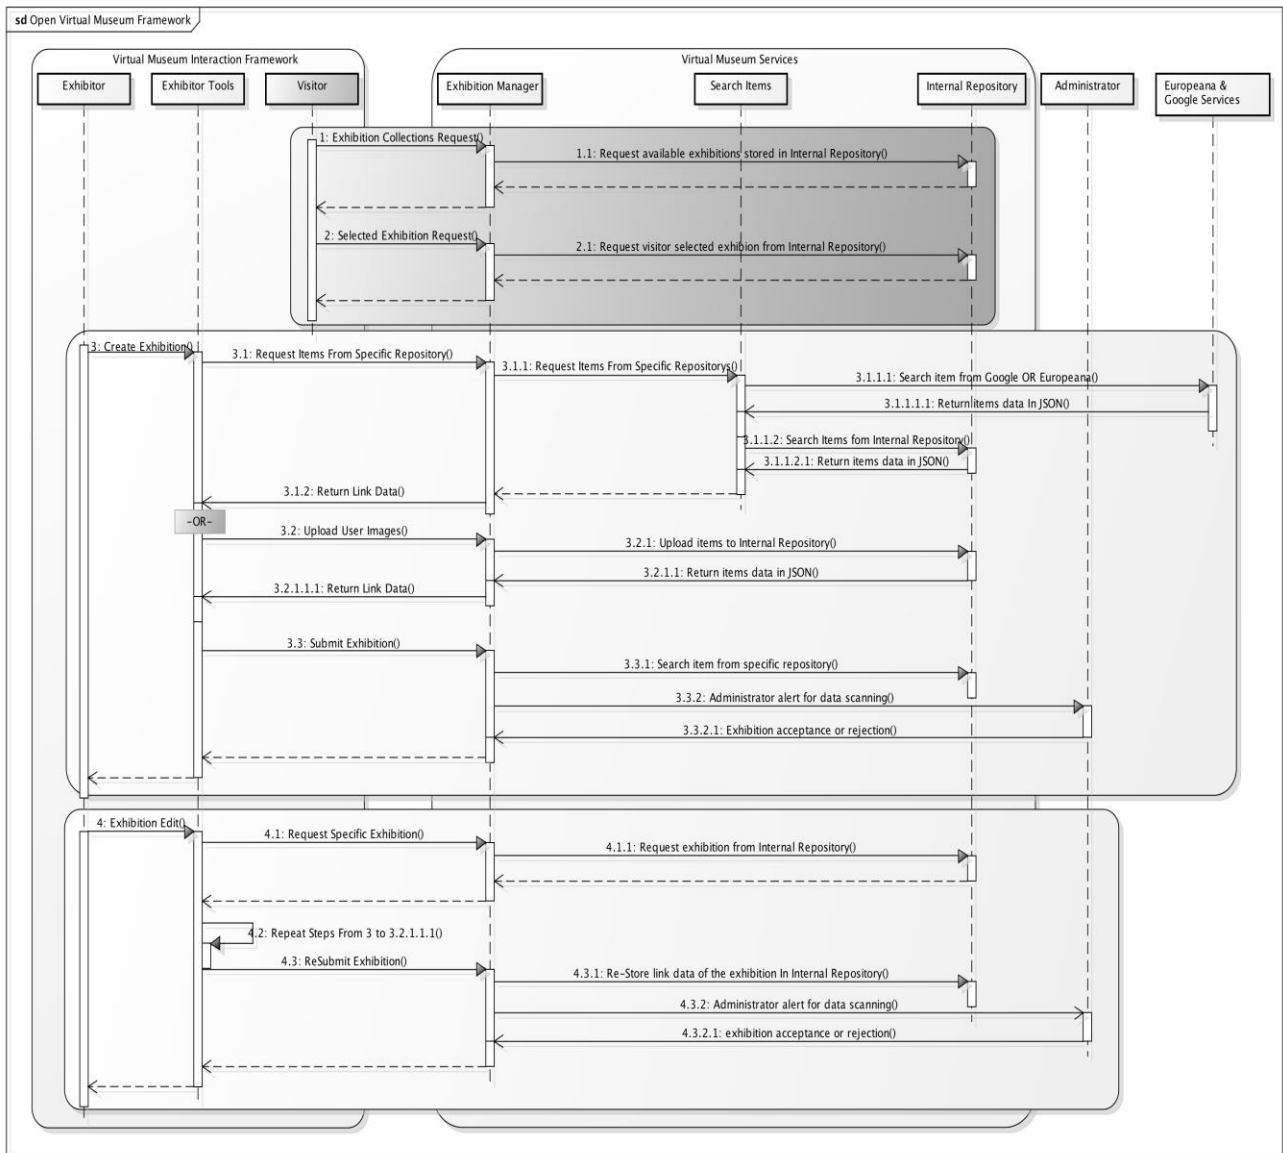 sd Open Virtual Museum Framework
Virtual Museum Interaction Framework
Virtual Museum Services
Exhibitor
Exhibitor Tools
Visitor
Exhibition Manager
Search Items
Internal Repository
Administrator
Europeana &
Google Services
1: Exhibition Collections Request()
1.1: Request available exhibitions stored in Internal Repository()
2: Selected Exhibition Request()
2.1: Request visitor selected exhibion from Internal Repository()
3: Create Exhibition()
3.1: Request Items From Specific Repository()
3.1.1: Request Items From Specific Repositorys()
3.1.1.1: Search item from Google OR Europeana()
3.1.1.1.1: Return items data In JSON()
3.1.1.2: Search Items fom Internal Repository()
3.1.1.2.1: Return items data in JSON()
3.1.2: Return Link Data()
-OR-
3.2: Upload User Images()
3.2.1: Upload items to Internal Repository()
3.2.1.1: Return items data in JSON()
3.2.1.1.1: Return Link Data()
3.3: Submit Exhibition()
3.3.1: Search item from specific repository()
3.3.2: Administrator alert for data scanning()
3.3.2.1: Exhibition acceptance or rejection()
4: Exhibition Edit()
4.1: Request Specific Exhibition()
4.1.1: Request exhibition from Internal Repository()
4.2: Repeat Steps From 3 to 3.2.1.1.1()
4.3: ReSubmit Exhibition()
4.3.1: Re-Store link data of the exhibition In Internal Repository()
4.3.2: Administrator alert for data scanning()
4.3.2.1: exhibition acceptance or rejection()